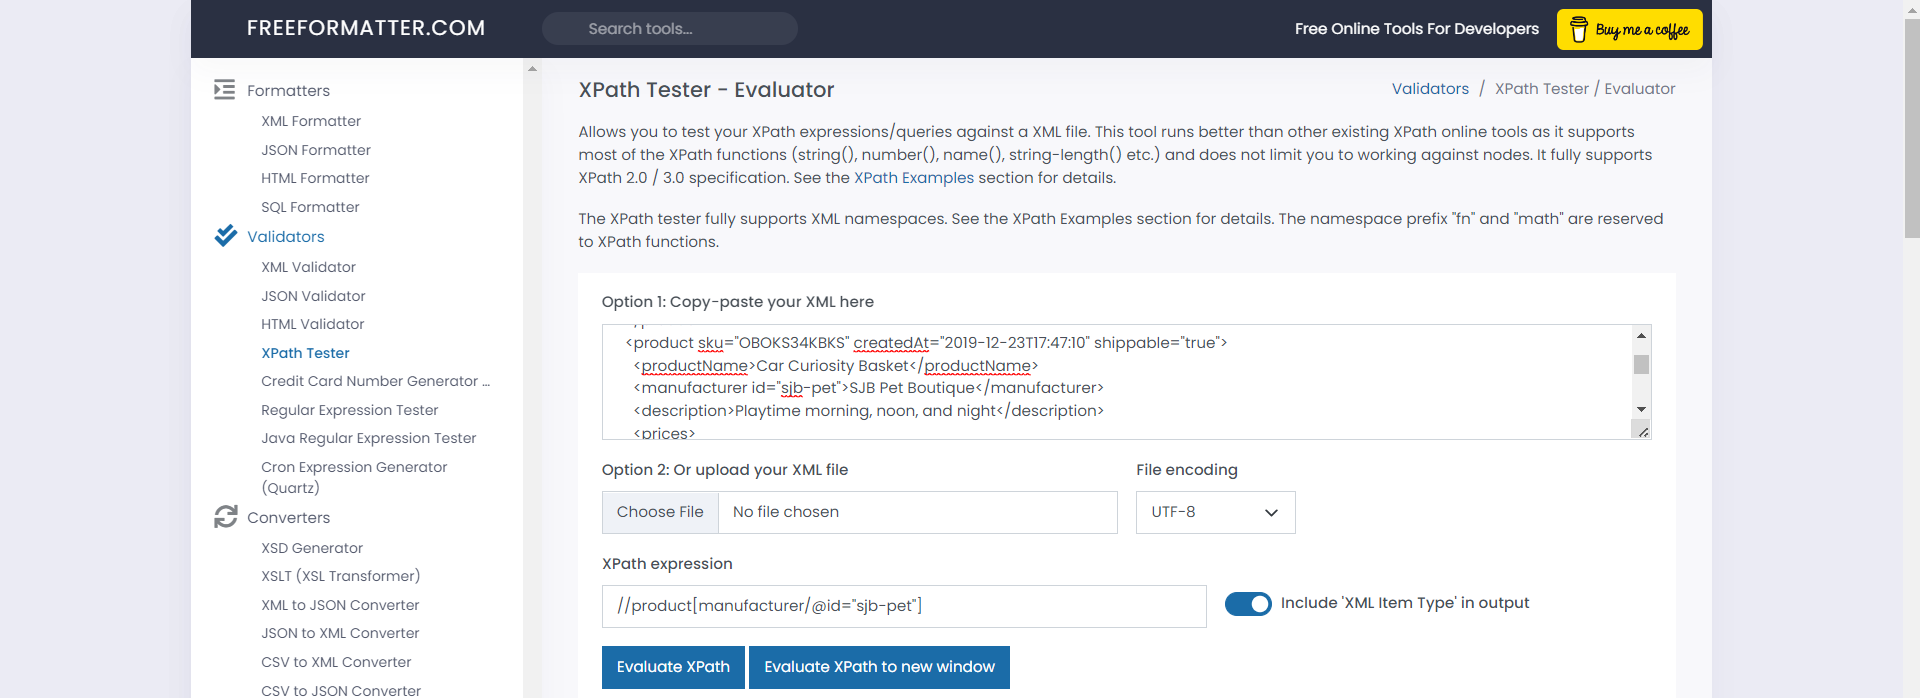 FREEFORMATTER.COM
Search tools...
Free Online Tools For Developers
Buy me a coffee
Formatters
XML Formatter
JSON Formatter
HTML Formatter
SQL Formatter
Validators
XML Validator
JSON Validator
HTML Validator
XPath Tester
Credit Card Number Generator ...
Regular Expression Tester
Java Regular Expression Tester
Cron Expression Generator
(Quartz)
Converters
XSD Generator
XSLT (XSL Transformer)
XML to JSON Converter
JSON to XML Converter
CSV to XML Converter
CSV to JSON Converter
XPath Tester - Evaluator
Validators / XPath Tester / Evaluator
Allows you to test your XPath expressions/queries against a XML file. This tool runs better than other existing XPath online tools as it supports
most of the XPath functions (string(), number(), name(), string-length() etc.) and does not limit you to working against nodes. It fully supports
XPath 2.0 / 3.0 specification. See the XPath Examples section for details.
The XPath tester fully supports XML namespaces. See the XPath Examples section for details. The namespace prefix "fn" and "math" are reserved
to XPath functions.
Option 1: Copy-paste your XML here
<product sku="OBOKS34KBKS" createdAt="2019-12-23T17:47:10" shippable="true">
<productName>Car Curiosity Basket</productName>
<manufacturer id="sjb-pet">SJB Pet Boutique</manufacturer>
<description>Playtime morning, noon, and night</description>
<prices>
Option 2: Or upload your XML file
File encoding
Choose File
No file chosen
UTF-8
XPath expression
//product[manufacturer/@id="sjb-pet"]
Include 'XML Item Type' in output
Evaluate XPath
Evaluate XPath to new window